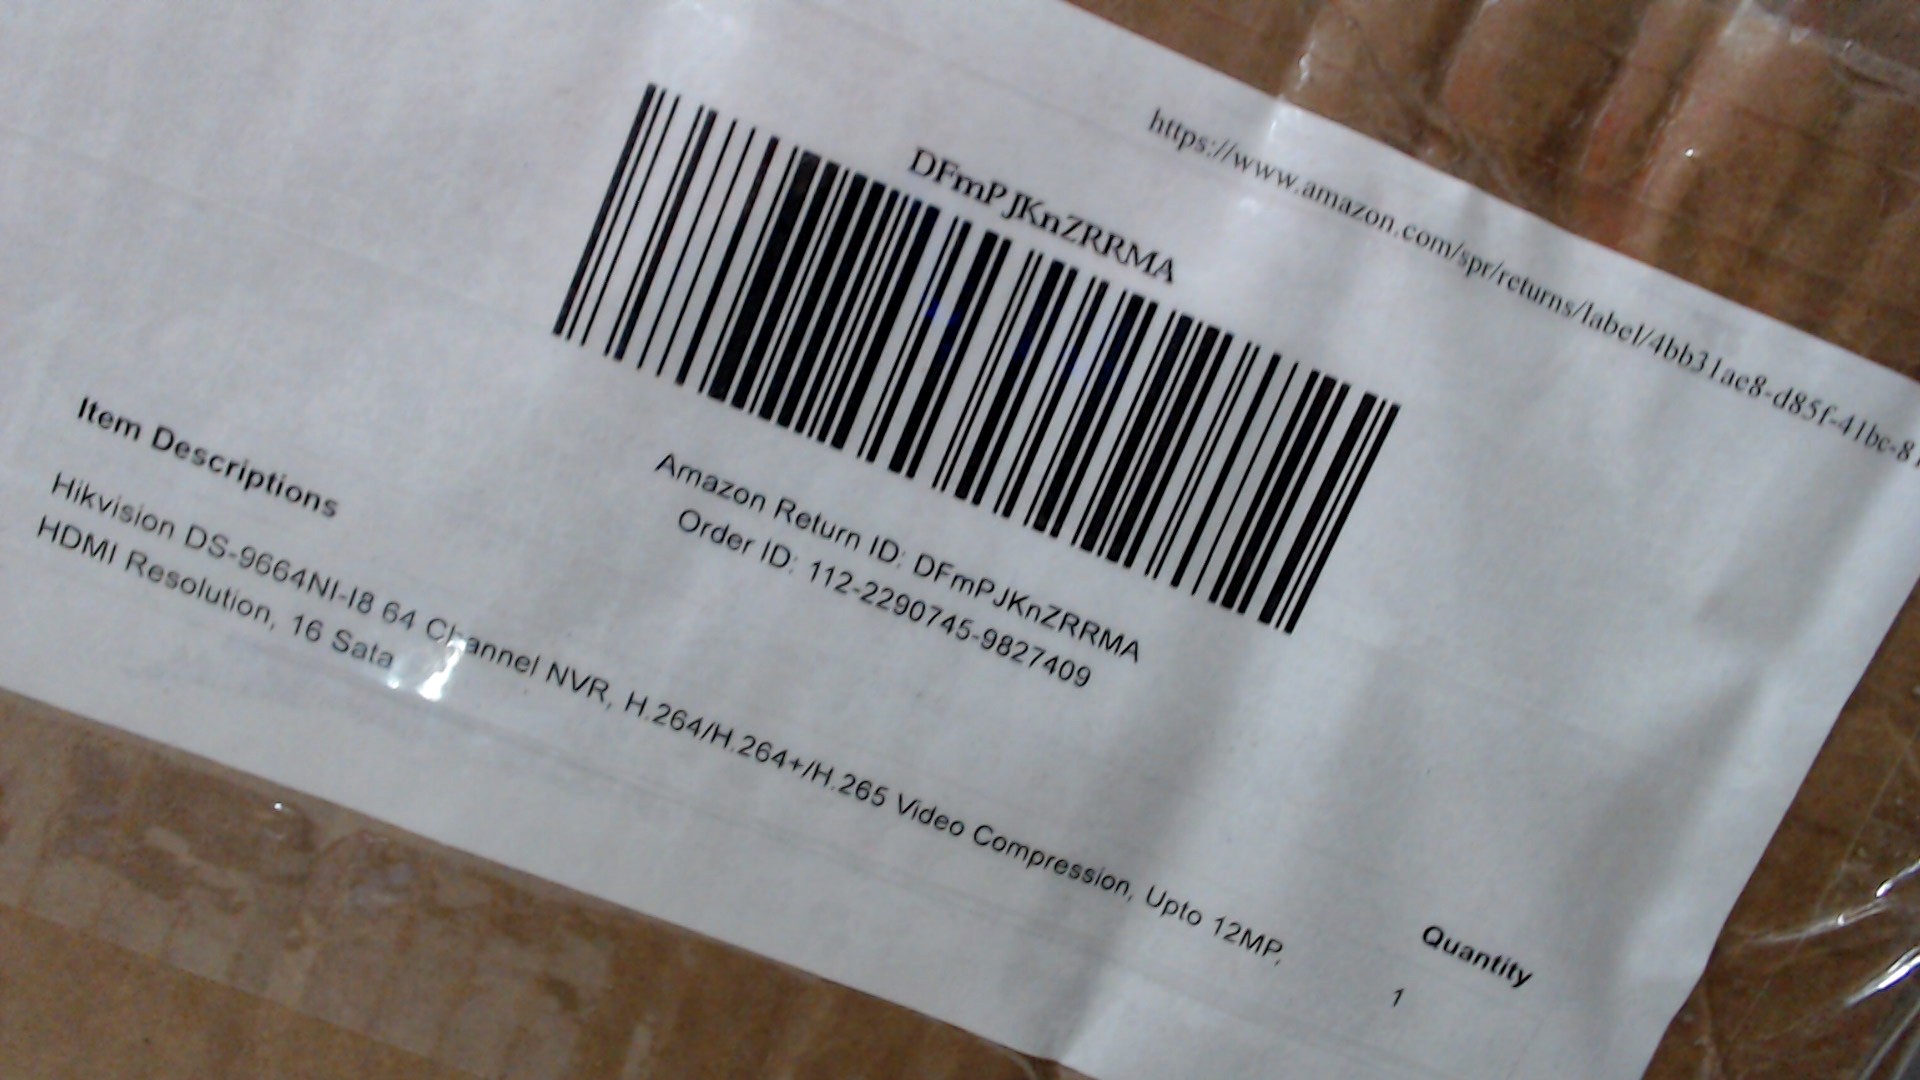 https://www.amazon.com/spr/returns/label/4bb31ae8-d85f-41bc-8
DFmPJKnZRRMA
Amazon Return ID: DFmPJKnZRRMA
Order ID: 112-2290745-9827409
Item Descriptions
Quantity
Hikvision DS-9664NI-I8 64 Channel NVR, H.264/H.264+/H.265 Video Compression, Upto 12MP,
HDMI Resolution, 16 Sata
1